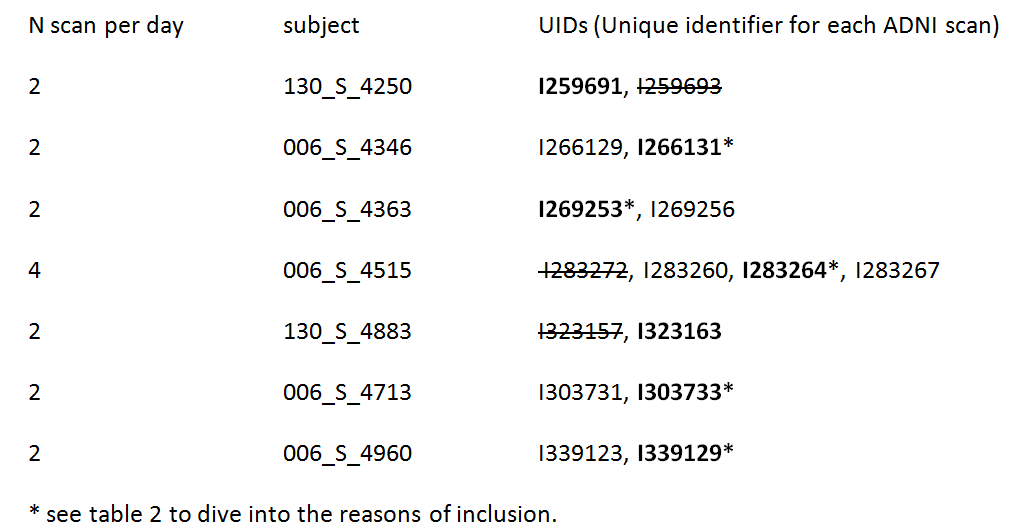 N scan per day subject UIDs (Unique identifier for each ADNI scan)
2 130_S_4250 I259691, I259693
2 006_S_4346 I266129, I266131*
2 006_S_4363 I269253*, I269256
4 006_S_4515 I283272, I283260, I283264*, I283267
2 130_S_4883 I323157, I323163
2 006_S_4713 I303731, I303733*
2 006_S_4960 I339123, I339129*
* see table 2 to dive into the reasons of inclusion.